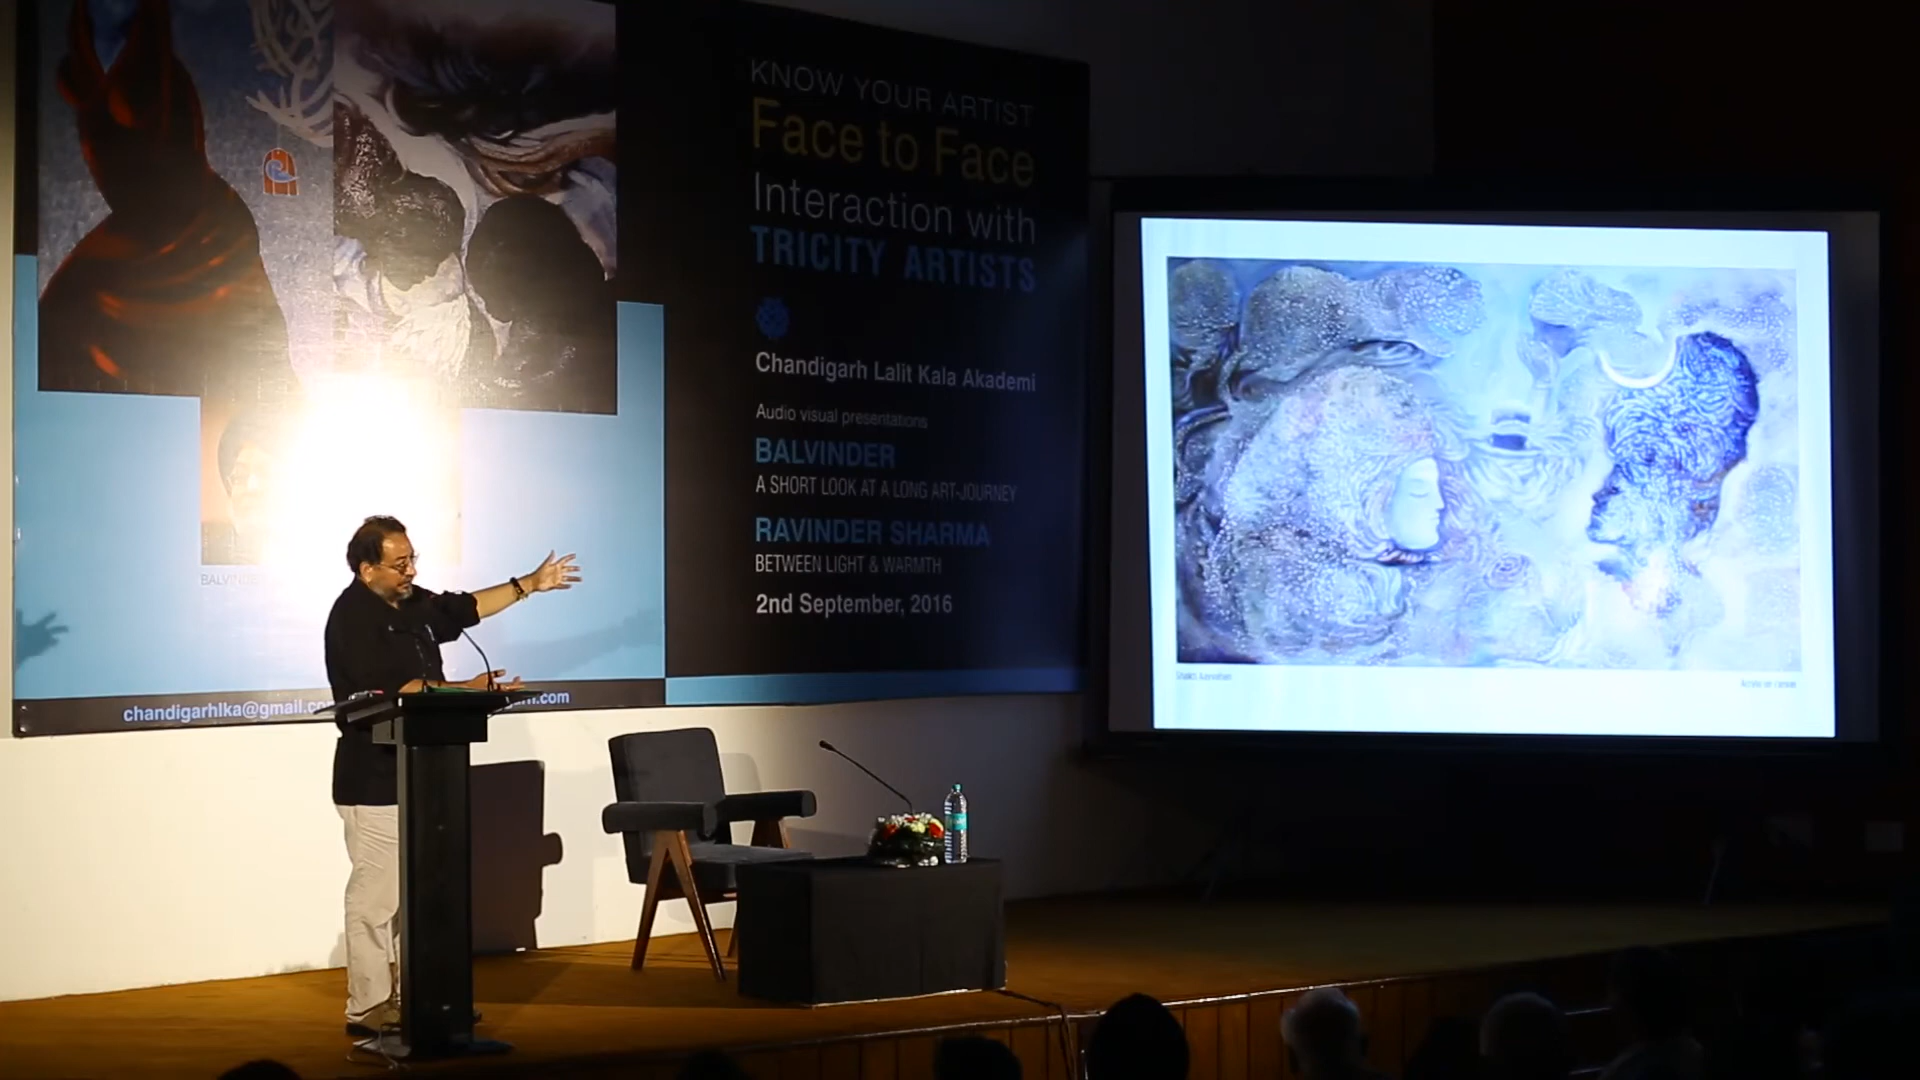 KNOW YOUR ARTIST
Face to Face
Interaction with
TRICITY ARTISTS
Chandigarh Lalit Kala Akademi
Audio visual presentations
BALVINDER
A SHORT LOOK AT A LONG ART-JOURNEY
RAVINDER SHARMA
BETWEEN LIGHT & WARMTH
2nd September, 2016
chandigarhlka@gmail.co
.com